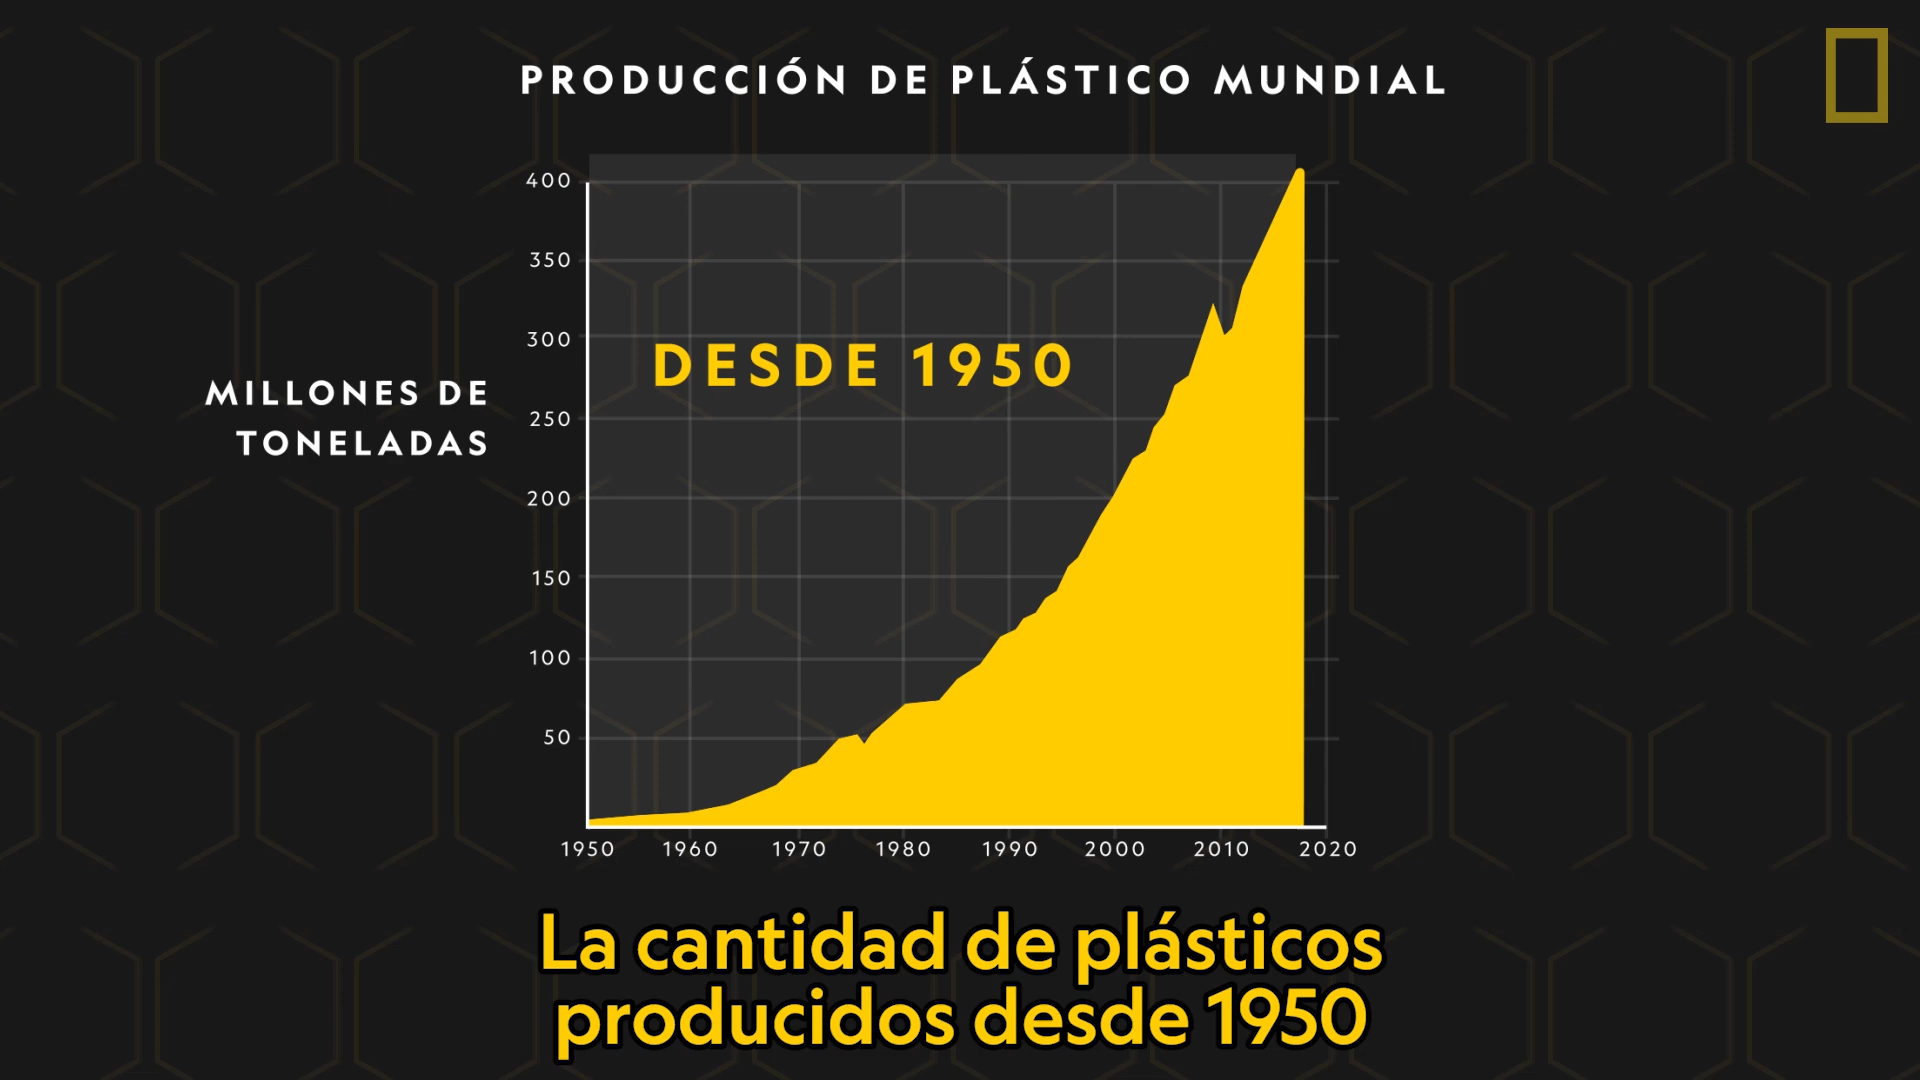 PRODUCCIÓN DE PLÁSTICO MUNDIAL
400
350
300
250
200
150
100
50
MILLONES DE
TONELADAS
DESDE 1950
1950 1960 1970 1980 1990 2000 2010 2020
La cantidad de plásticos
producidos desde 1950